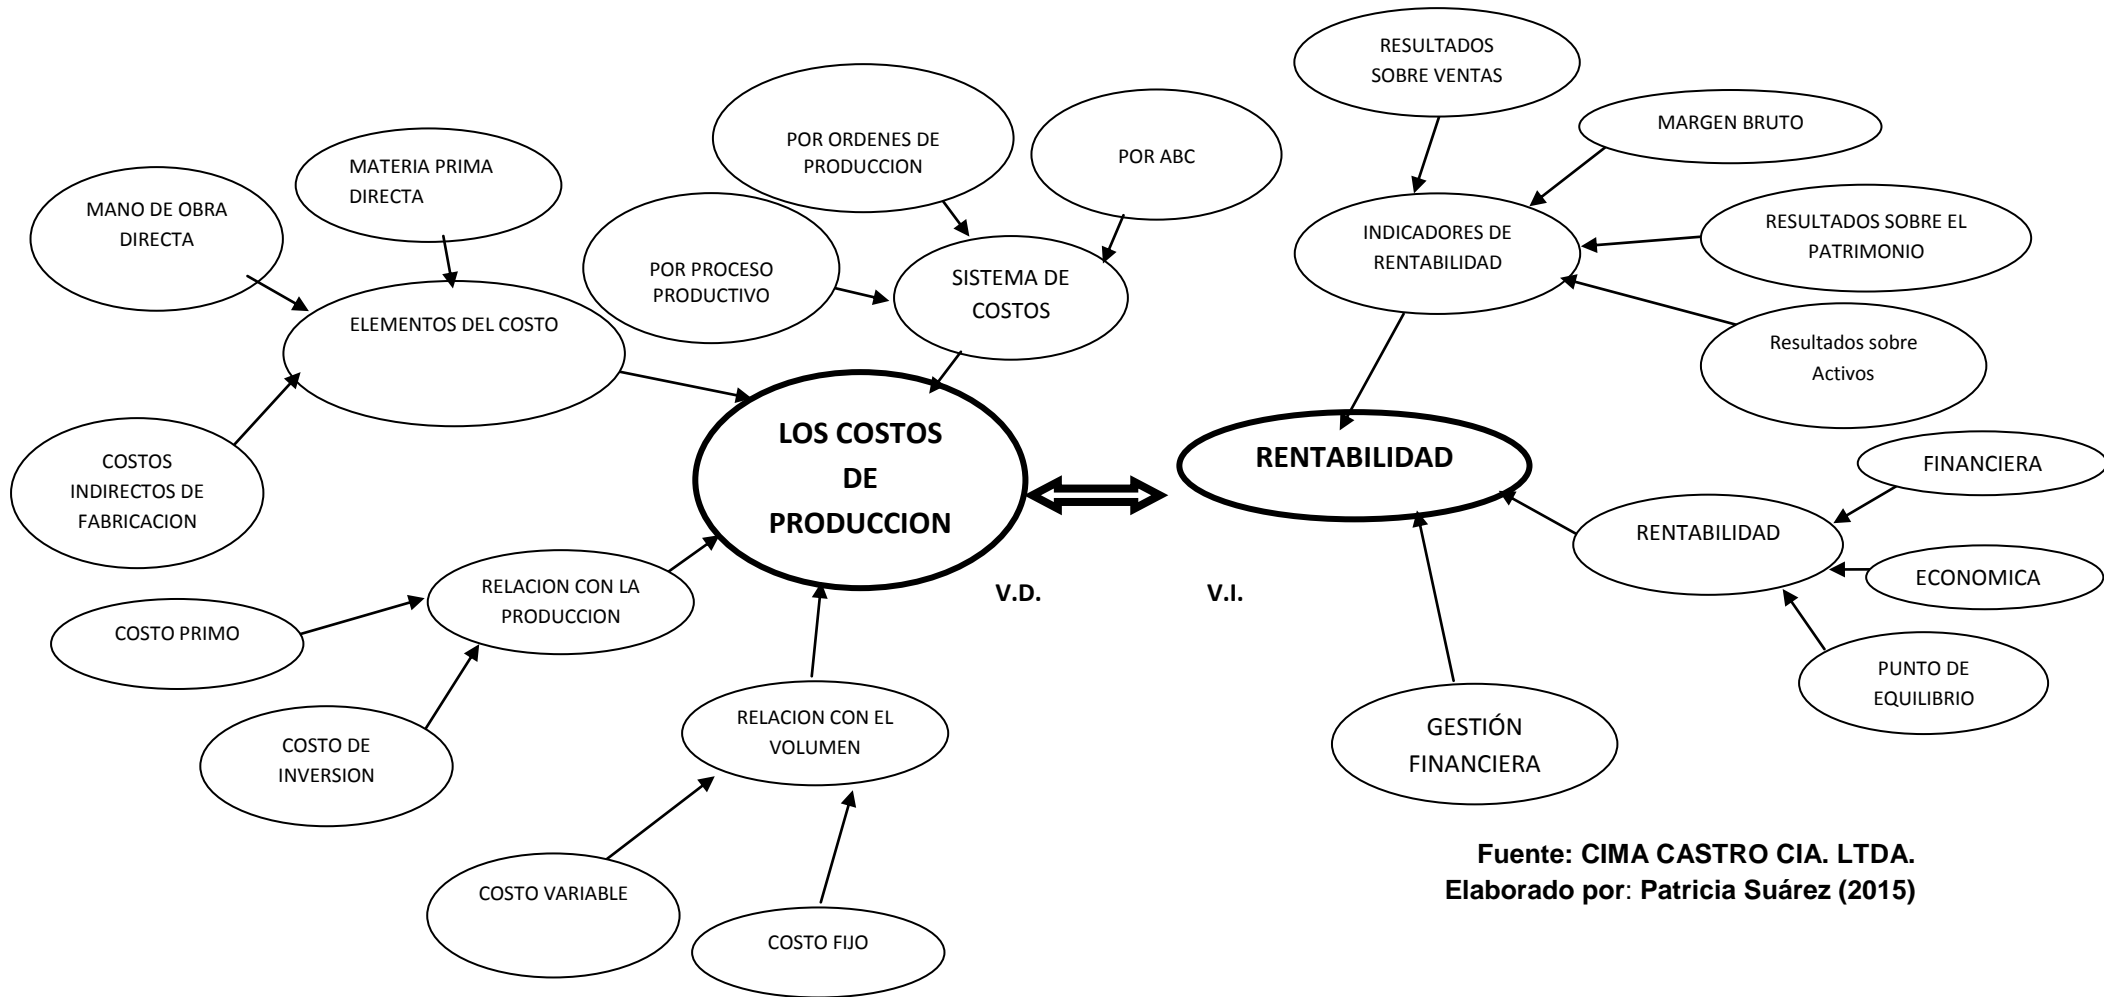 RESULTADOS
SOBRE VENTAS
MARGEN BRUTO
POR ORDENES DE
PRODUCCION
POR ABC
MATERIA PRIMA
DIRECTA
MANO DE OBRA
DIRECTA
RESULTADOS SOBRE EL
PATRIMONIO
INDICADORES DE
RENTABILIDAD
POR PROCESO
PRODUCTIVO
SISTEMA DE
COSTOS
ELEMENTOS DEL COSTO
Resultados sobre
Activos
LOS COSTOS
DE
PRODUCCION
RENTABILIDAD
FINANCIERA
COSTOS
INDIRECTOS DE
FABRICACION
RENTABILIDAD
ECONOMICA
RELACION CON LA
PRODUCCION
V.D.
V.I.
COSTO PRIMO
PUNTO DE
EQUILIBRIO
RELACION CON EL
VOLUMEN
GESTIÓN
FINANCIERA
COSTO DE
INVERSION
COSTO VARIABLE
COSTO FIJO
Fuente: CIMA CASTRO CIA. LTDA.
Elaborado por: Patricia Suárez (2015)